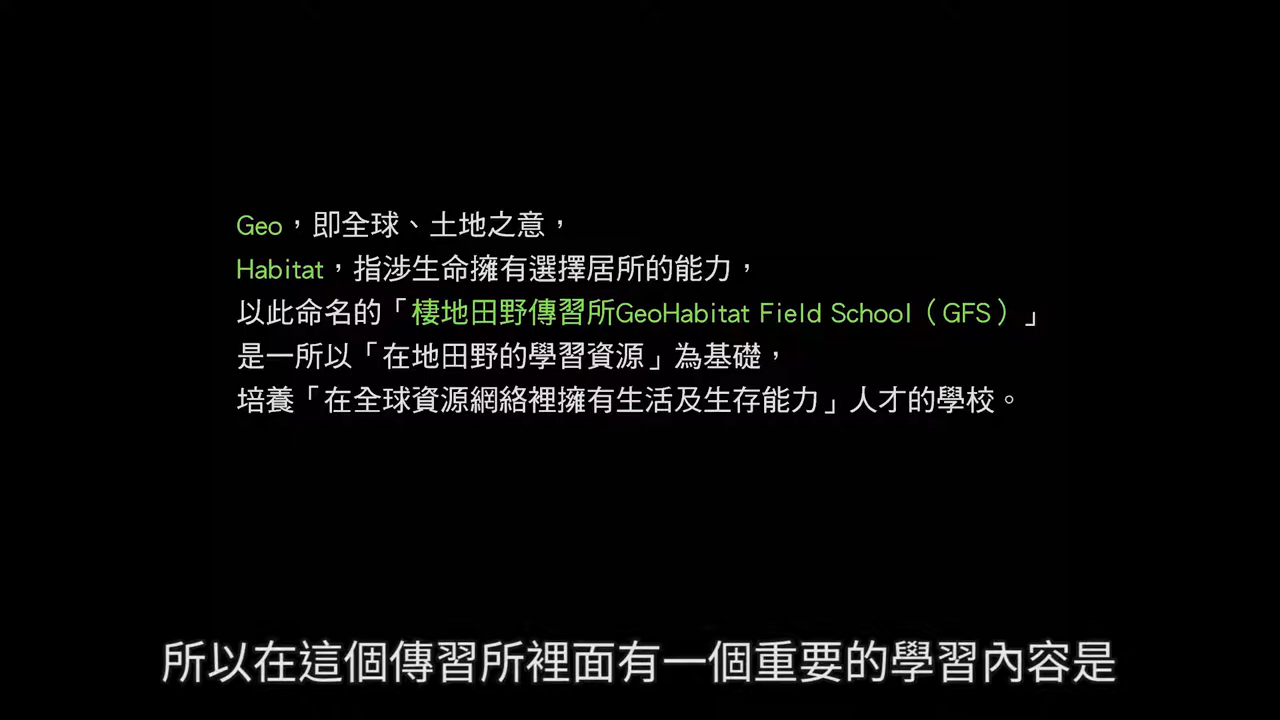 Geo，即全球、土地之意，
Habitat，指涉生命擁有選擇居所的能力，
以此命名的「棲地田野傳習所GeoHabitat Field School（GFS）」
是一所以「在地田野的學習資源」為基礎，
培養「在全球資源網絡裡擁有生活及生存能力」人才的學校。
所以在這個傳習所裡面有一個重要的學習內容是